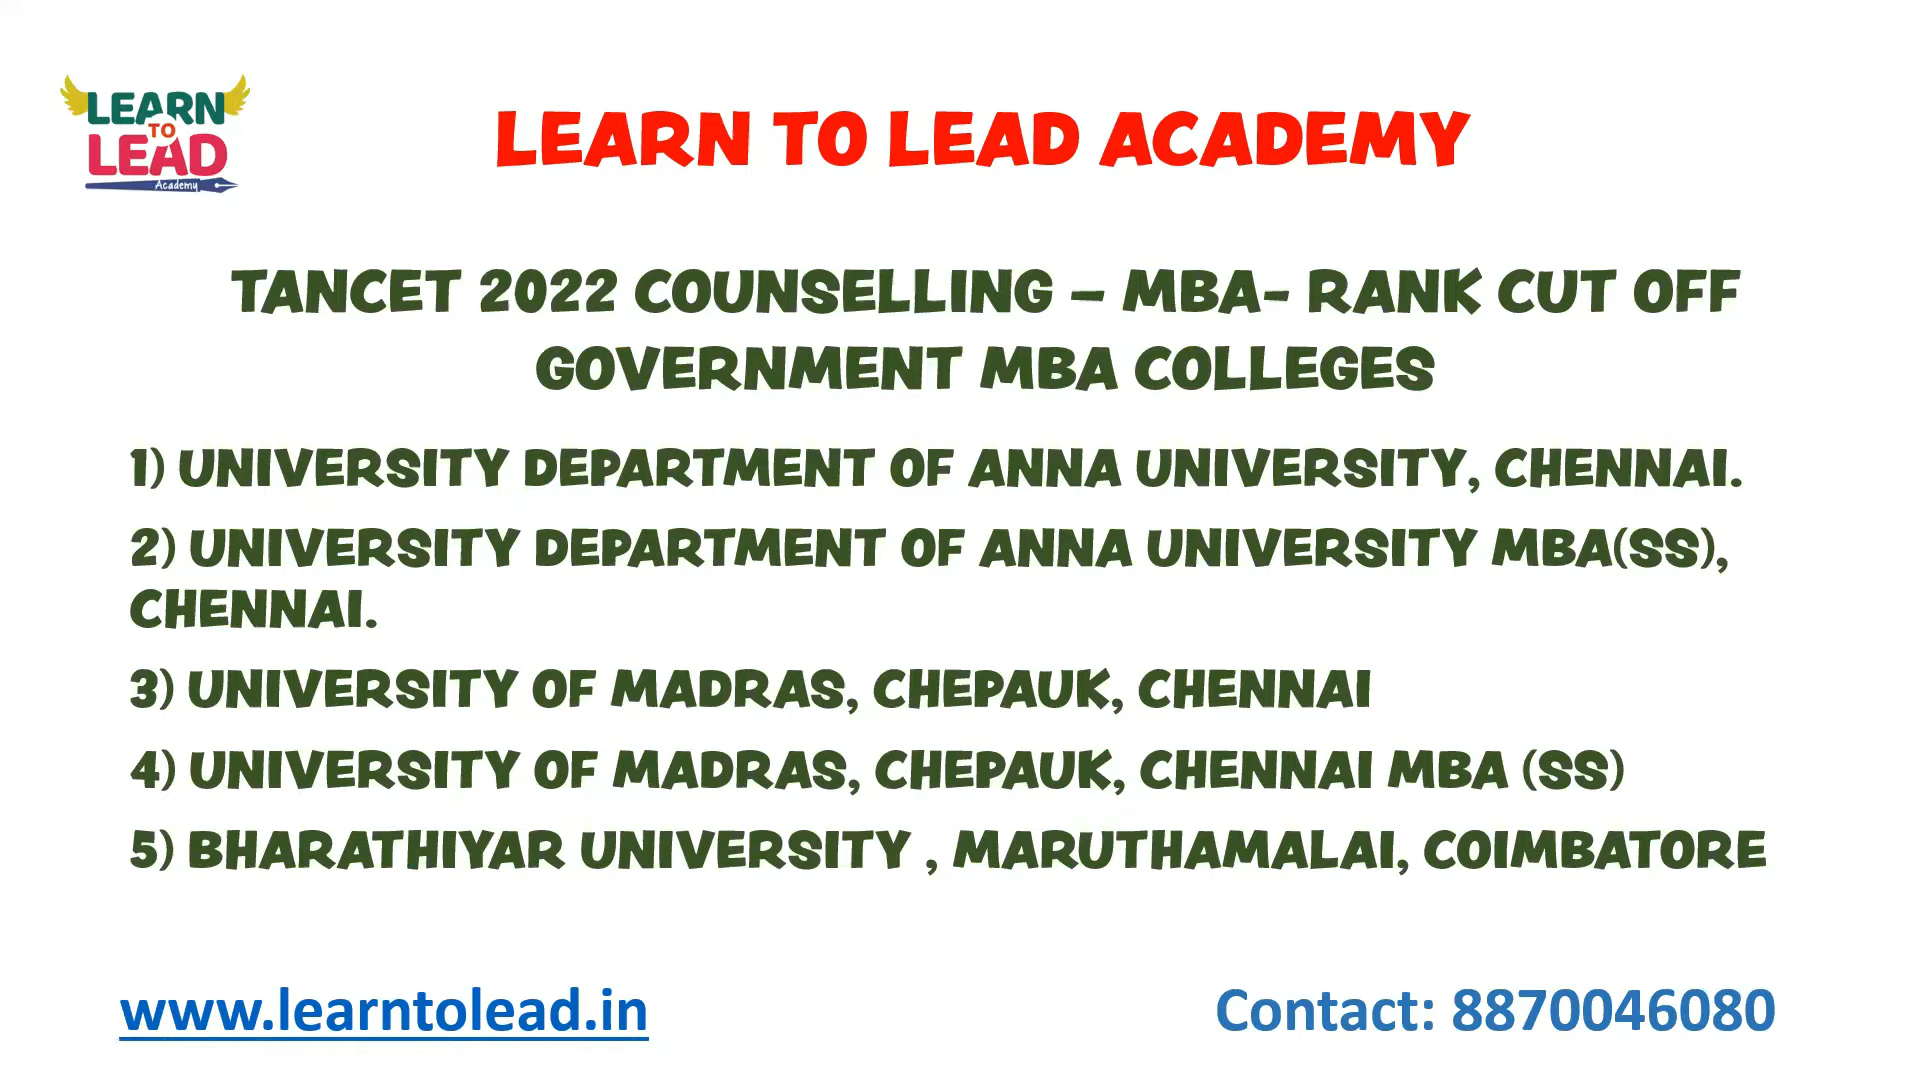 LEARN
TO
LEAD
Academy
LEARN TO LEAD ACADEMY
TANCET 2022 COUNSELLING – MBA- RANK CUT OFF
GOVERNMENT MBA COLLEGES
1) UNIVERSITY DEPARTMENT OF ANNA UNIVERSITY, CHENNAI.
2) UNIVERSITY DEPARTMENT OF ANNA UNIVERSITY MBA(SS),
CHENNAI.
3) UNIVERSITY OF MADRAS, CHEPAUK, CHENNAI
4) UNIVERSITY OF MADRAS, CHEPAUK, CHENNAI MBA (SS)
5) BHARATHIYAR UNIVERSITY , MARUTHAMALAI, COIMBATORE
www.learntolead.in
Contact: 8870046080